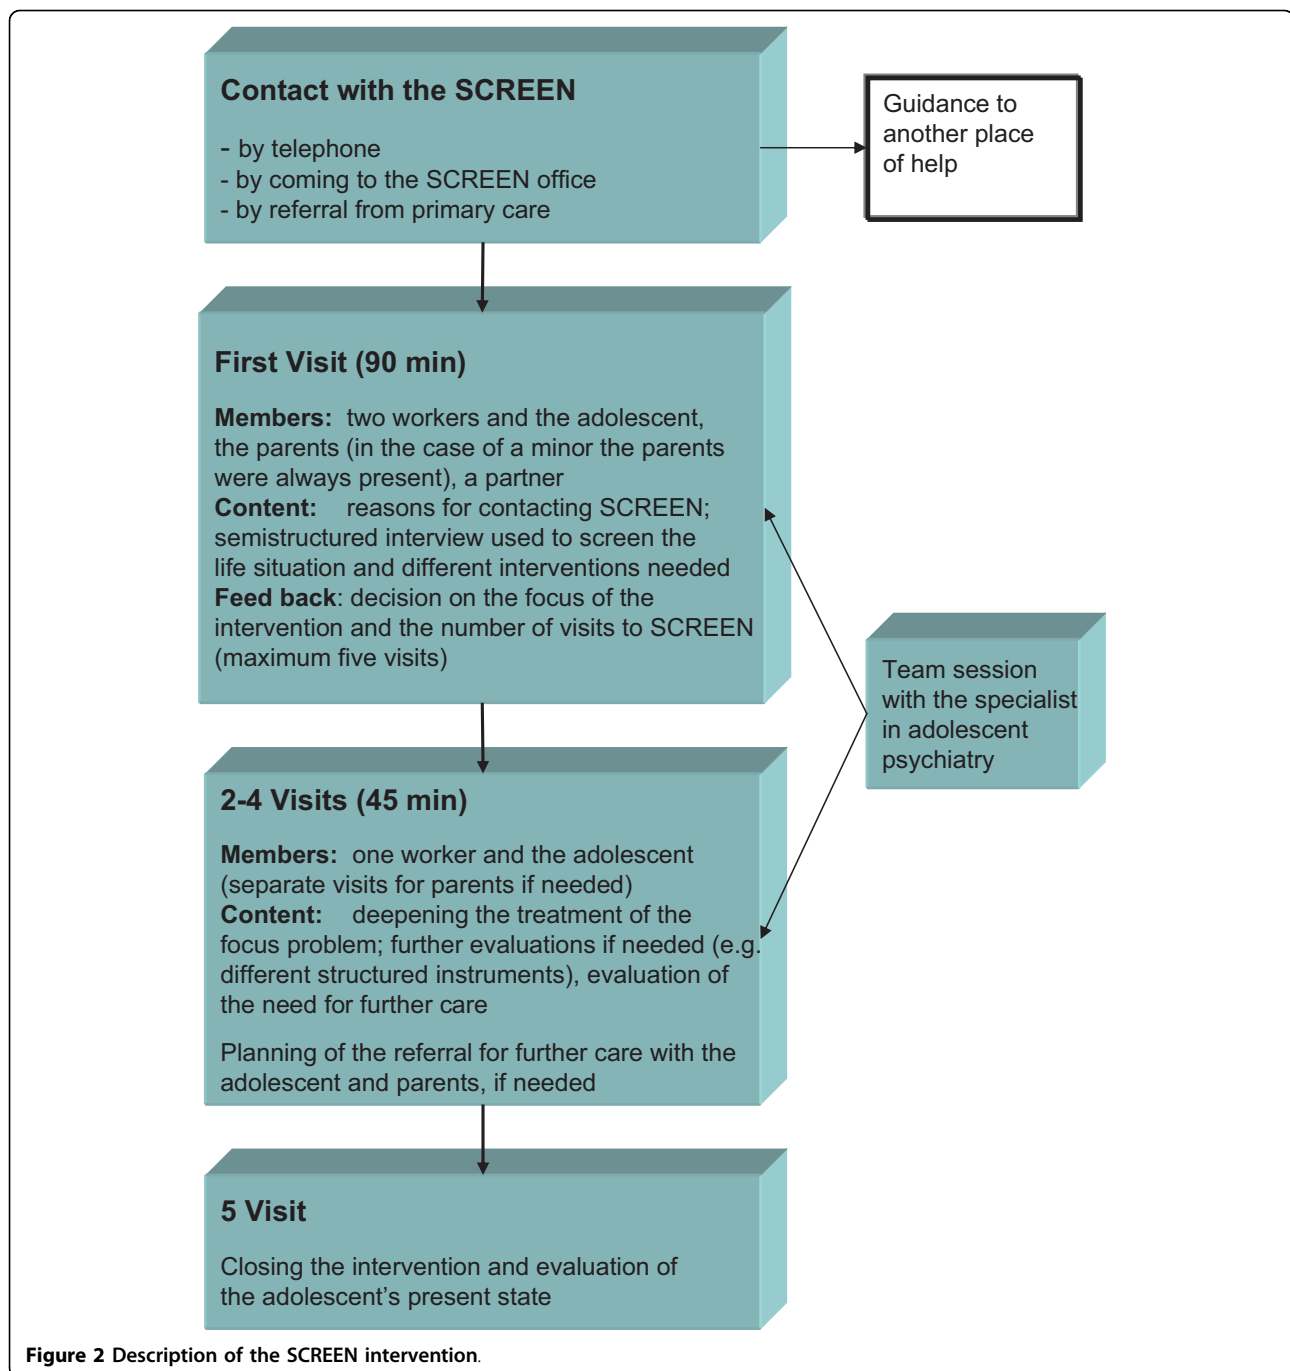 Contact with the SCREEN
- by telephone
- by coming to the SCREEN office
- by referral from primary care
Guidance to
another place
of help
First Visit (90 min)
Members: two workers and the adolescent,
the parents (in the case of a minor the parents
were always present), a partner
Content: reasons for contacting SCREEN;
semistructured interview used to screen the
life situation and different interventions needed
Feed back: decision on the focus of the
intervention and the number of visits to SCREEN
(maximum five visits)
Team session
with the specialist
in adolescent
psychiatry
2-4 Visits (45 min)
Members: one worker and the adolescent
(separate visits for parents if needed)
Content: deepening the treatment of the
focus problem; further evaluations if needed (e.g.
different structured instruments), evaluation of
the need for further care
Planning of the referral for further care with the
adolescent and parents, if needed
5 Visit
Closing the intervention and evaluation of
the adolescent's present state
Figure 2 Description of the SCREEN intervention.